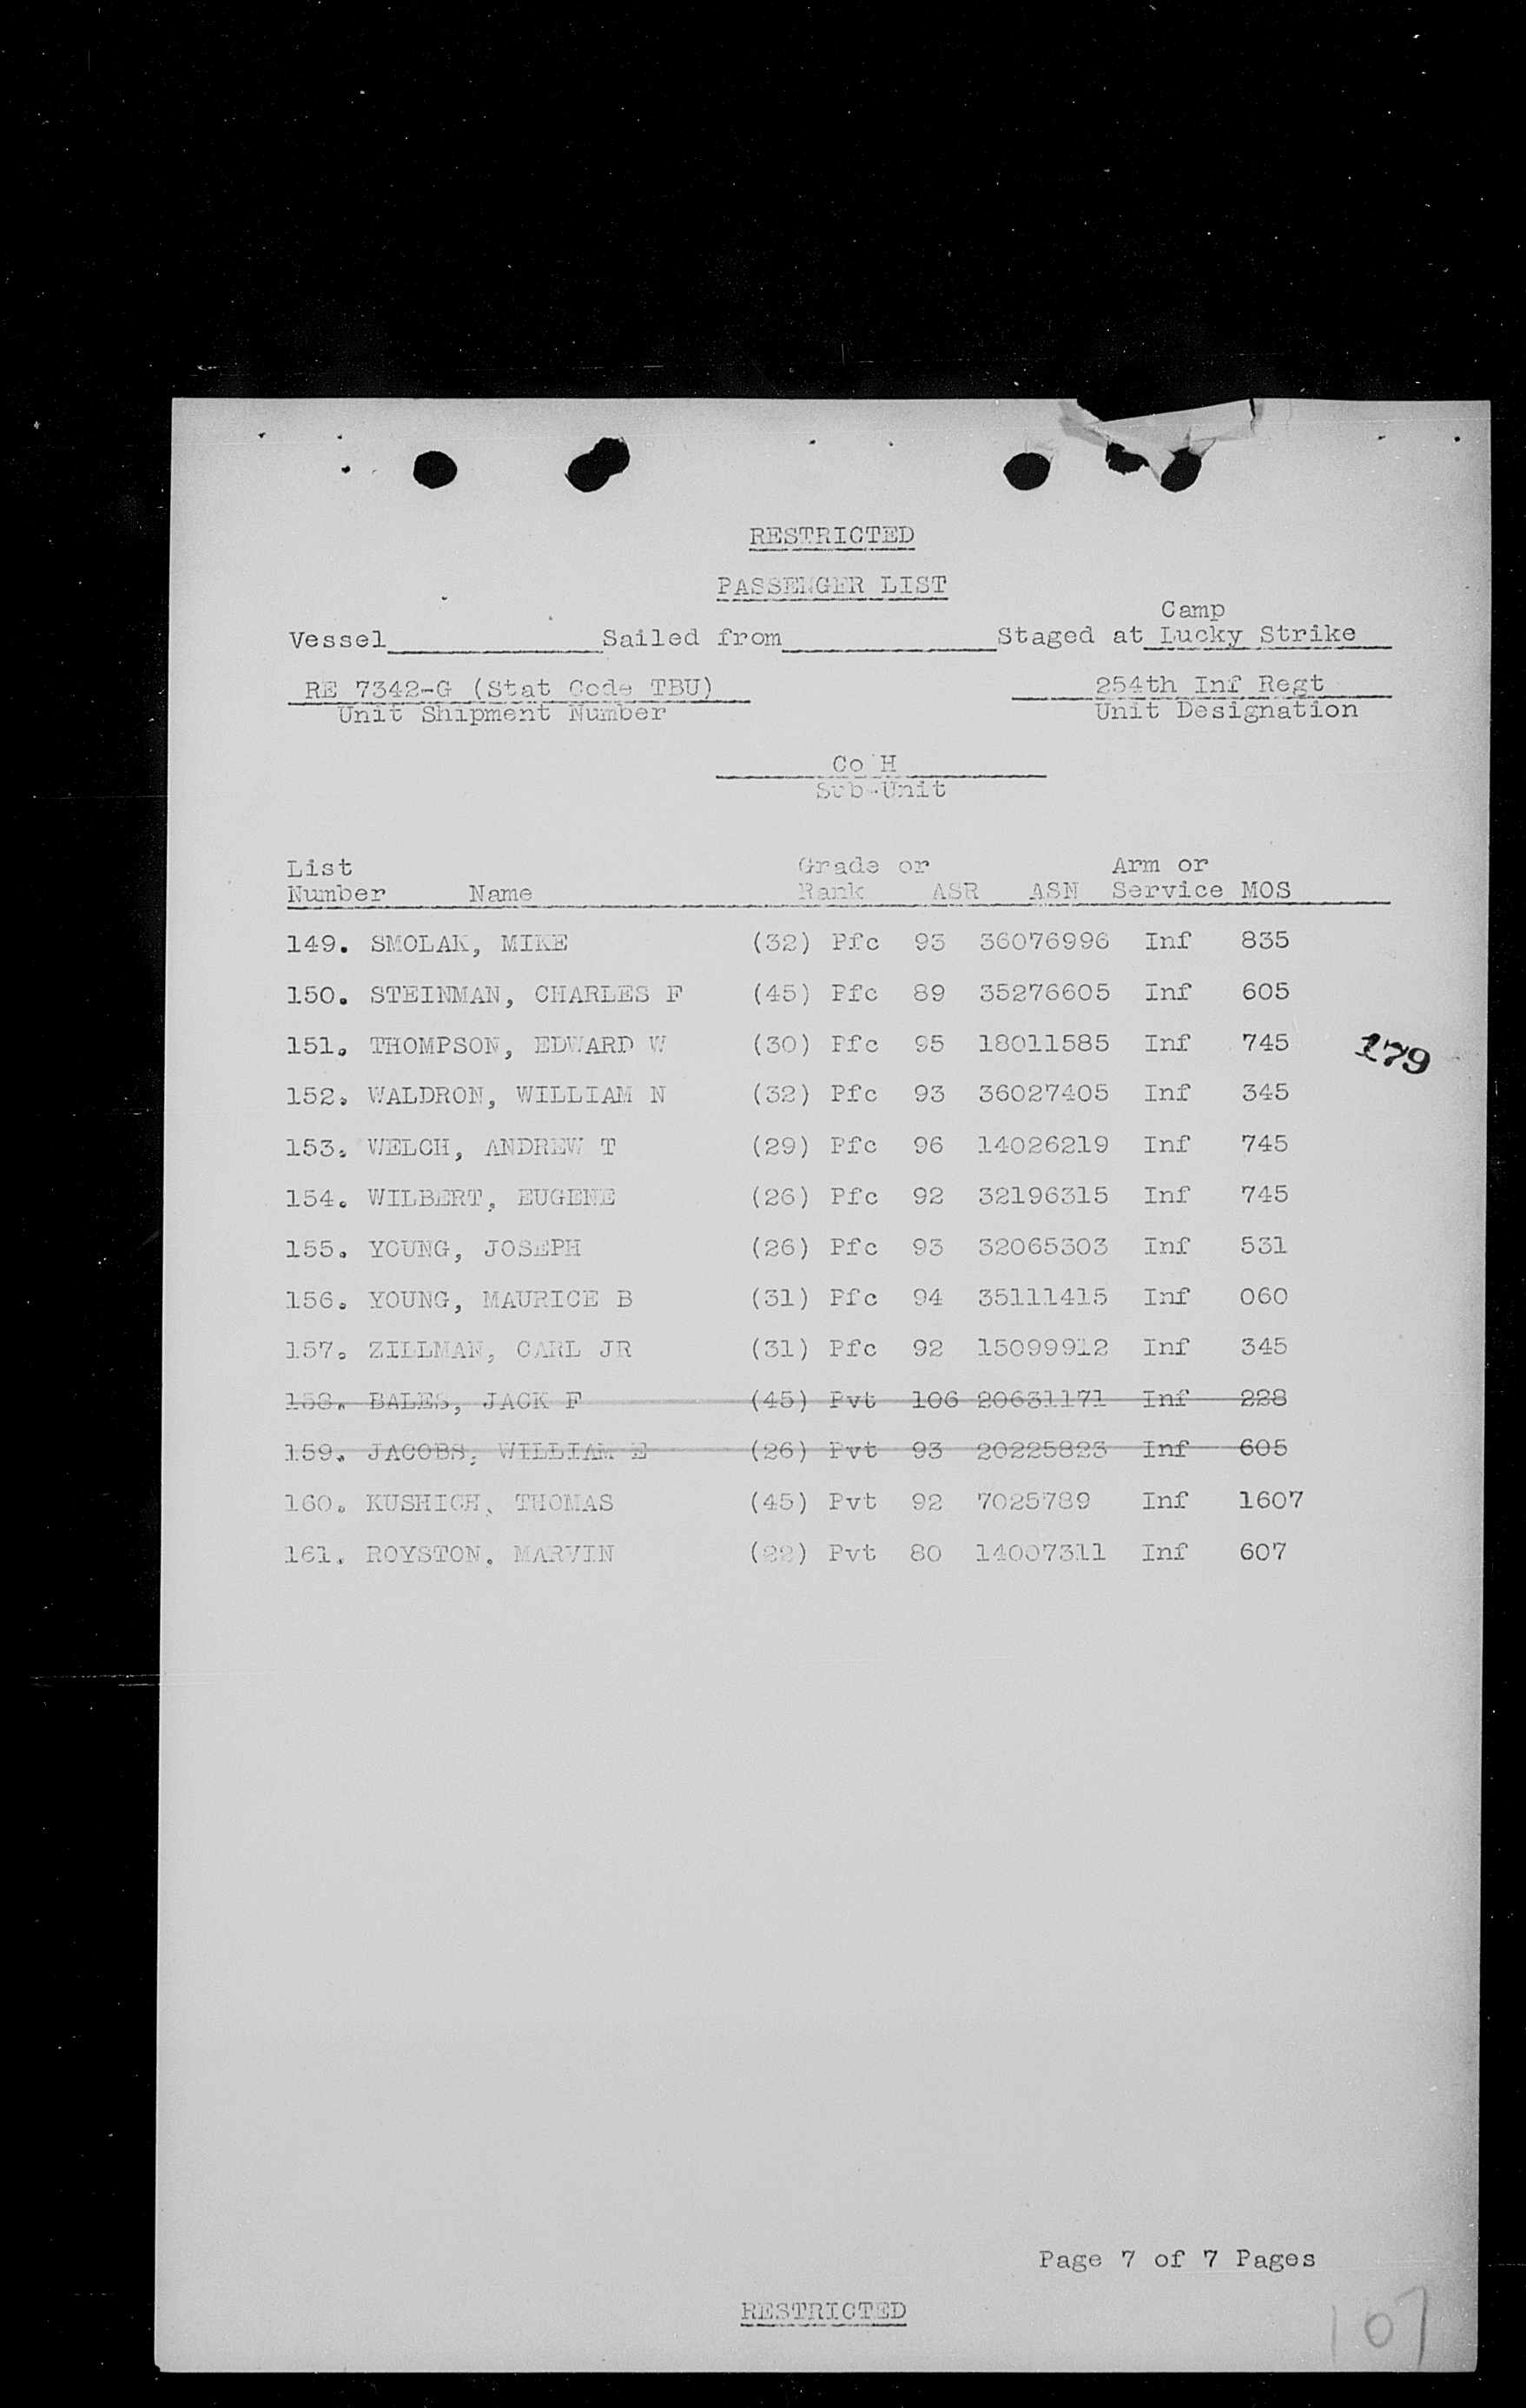 RESTRICTED
PASSENGER LIST
Camp
Vessel Sailed from Staged at Lucky Strike
RE 7342-G (Stat Code TBU) 254th Inf Regt
Unit Shipment Number Unit Designation
Co H
Sub-Unit
List Grade or Arm or
Number Name Rank ASR ASN Service MOS
149. SMOLAK, MIKE (32) Pfc 93 36076996 Inf 835
150. STEINMAN, CHARLES F (45) Pfc 89 35276605 Inf 605
151. THOMPSON, EDWARD W (30) Pfc 95 18011585 Inf 745
179
152. WALDRON, WILLIAM N (32) Pfc 93 36027405 Inf 345
153. WELCH, ANDREW T (29) Pfc 96 14026219 Inf 745
154. WILBERT, EUGENE (26) Pfc 92 32196315 Inf 745
155. YOUNG, JOSEPH (26) Pfc 93 32065303 Inf 531
156. YOUNG, MAURICE B (31) Pfc 94 35111415 Inf 060
157. ZILLMAN, CARL JR (31) Pfc 92 15099912 Inf 345
158. BALES, JACK F (45) Pvt 106 20631171 Inf 228
159. JACOBS, WILLIAM E (26) Pvt 93 20225823 Inf 605
160. KUSHICH, THOMAS (45) Pvt 92 7025789 Inf 1607
161. ROYSTON, MARVIN (22) Pvt 80 14007311 Inf 607
Page 7 of 7 Pages
RESTRICTED
107